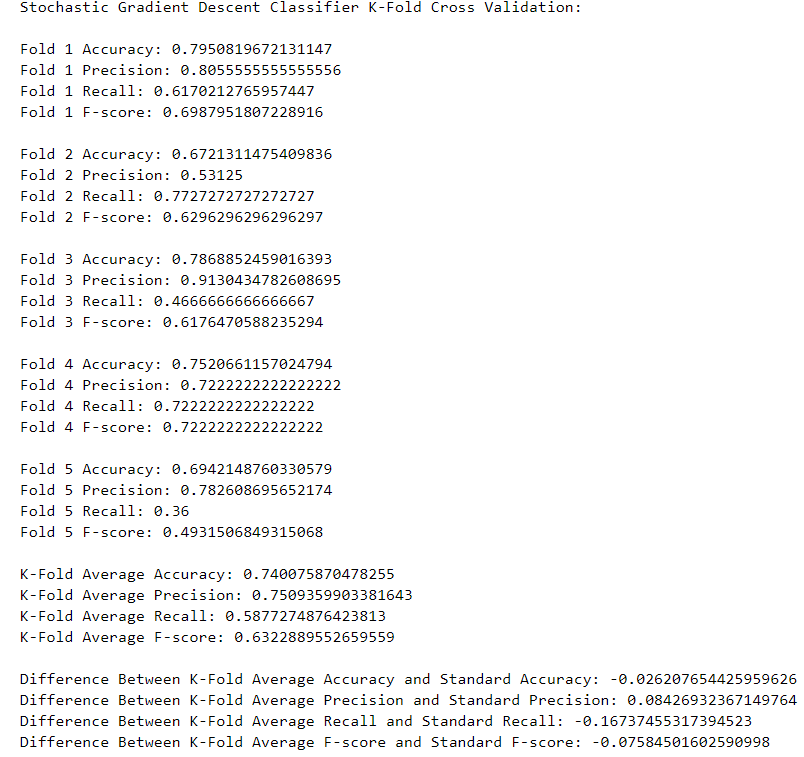 Stochastic Gradient Descent Classifier K-Fold Cross Validation:
Fold 1 Accuracy: 0.7950819672131147
Fold 1 Precision: 0.8055555555555556
Fold 1 Recall: 0.6170212765957447
Fold 1 F-score: 0.6987951807228916
Fold 2 Accuracy: 0.6721311475409836
Fold 2 Precision: 0.53125
Fold 2 Recall: 0.7727272727272727
Fold 2 F-score: 0.6296296296296297
Fold 3 Accuracy: 0.7868852459016393
Fold 3 Precision: 0.9130434782608695
Fold 3 Recall: 0.4666666666666667
Fold 3 F-score: 0.6176470588235294
Fold 4 Accuracy: 0.7520661157024794
Fold 4 Precision: 0.7222222222222222
Fold 4 Recall: 0.7222222222222222
Fold 4 F-score: 0.7222222222222222
Fold 5 Accuracy: 0.6942148760330579
Fold 5 Precision: 0.782608695652174
Fold 5 Recall: 0.36
Fold 5 F-score: 0.4931506849315068
K-Fold Average Accuracy: 0.740075870478255
K-Fold Average Precision: 0.7509359903381643
K-Fold Average Recall: 0.5877274876423813
K-Fold Average F-score: 0.6322889552659559
Difference Between K-Fold Average Accuracy and Standard Accuracy: -0.026207654425959626
Difference Between K-Fold Average Precision and Standard Precision: 0.08426932367149764
Difference Between K-Fold Average Recall and Standard Recall: -0.16737455317394523
Difference Between K-Fold Average F-score and Standard F-score: -0.07584501602590998